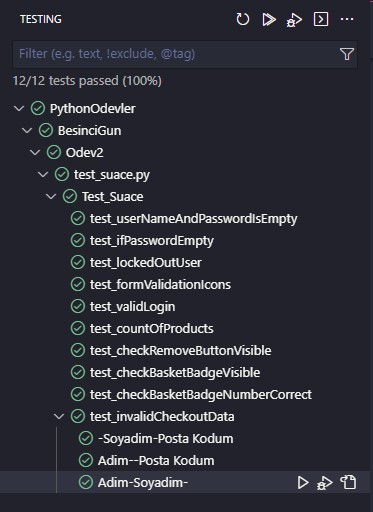 TESTING
Filter (e.g. text, !exclude, @tag)
12/12 tests passed (100%)
PythonOdevler
BesinciGun
Odev2
test_suace.py
Test_Suace
test_userNameAndPasswordIsEmpty
test_ifPasswordEmpty
test_lockedOutUser
test_formValidationIcons
test_validLogin
test_countOfProducts
test_checkRemoveButtonVisible
test_checkBasketBadgeVisible
test_checkBasketBadgeNumberCorrect
test_invalidCheckoutData
-Soyadim-Posta Kodum
Adim--Posta Kodum
Adim-Soyadim-